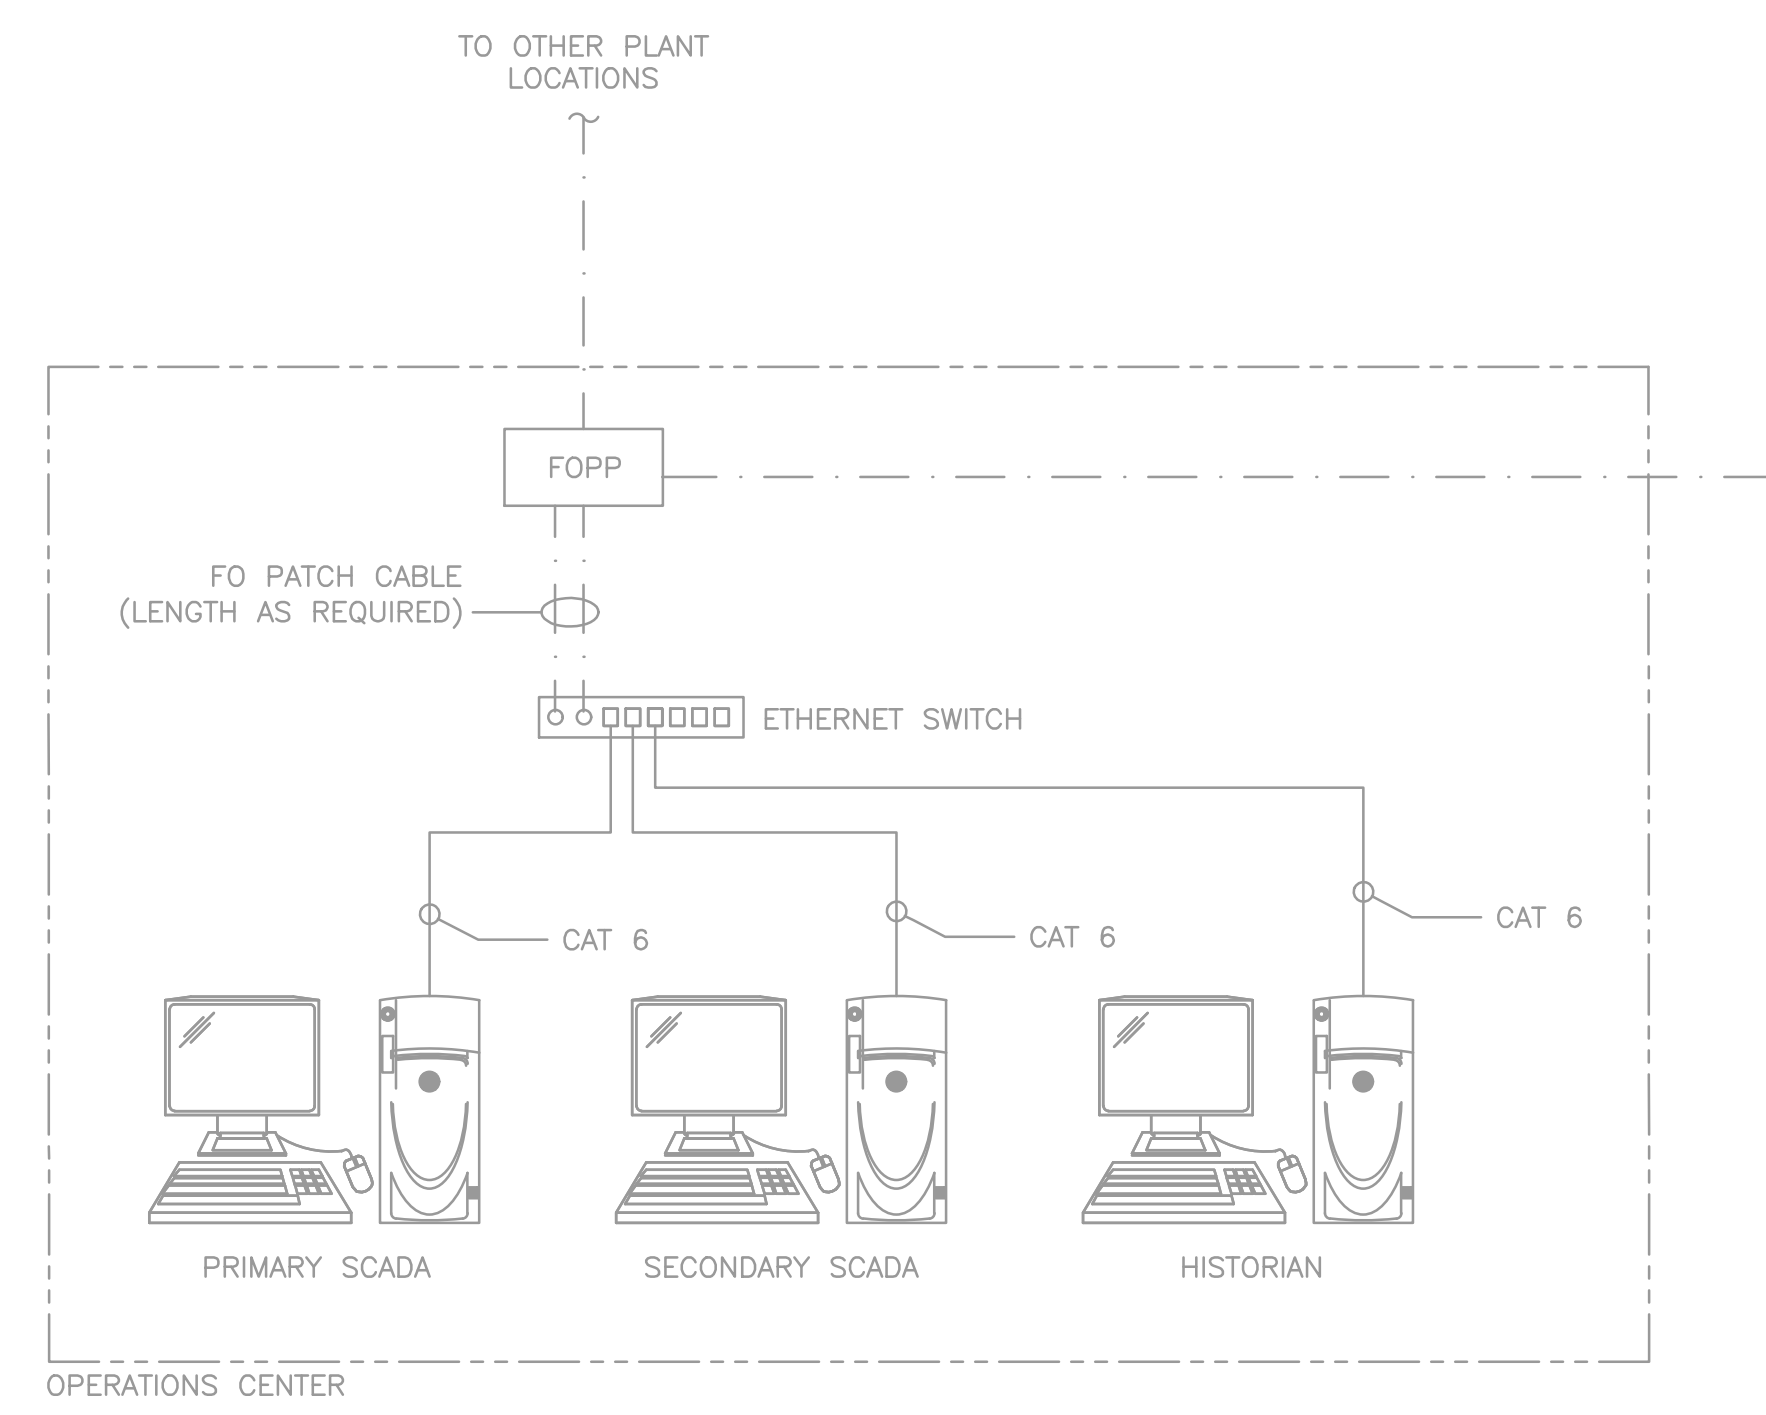 TO OTHER PLANT
LOCATIONS
FOPP
FO PATCH CABLE
(LENGTH AS REQUIRED)
ETHERNET SWITCH
CAT 6
CAT 6
CAT 6
PRIMARY SCADA
SECONDARY SCADA
HISTORIAN
OPERATIONS CENTER